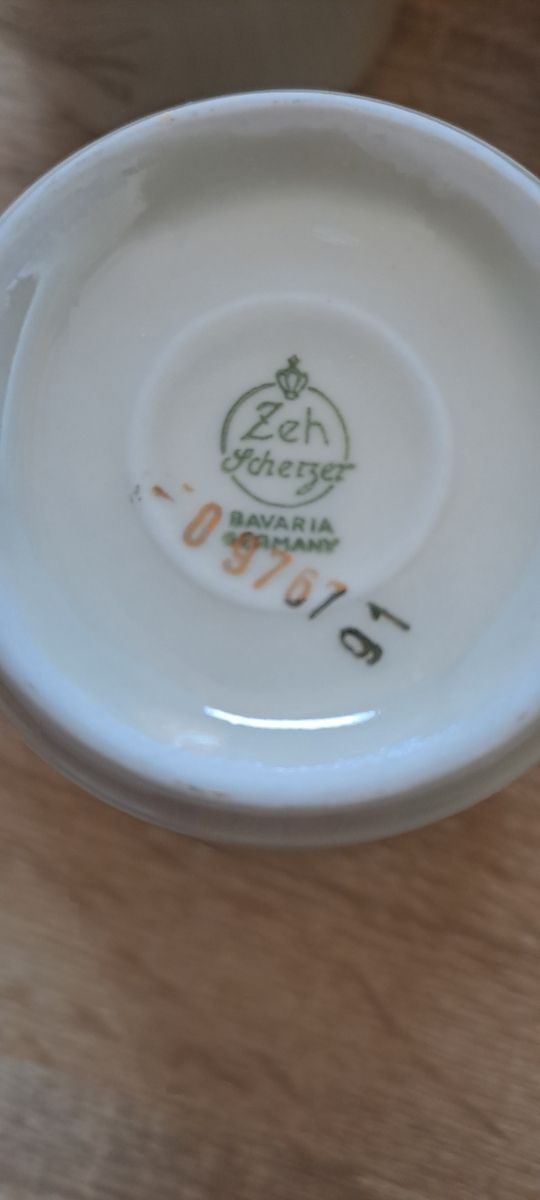 Zeh
Scherzer
BAVARIA
GERMANY
09767
91